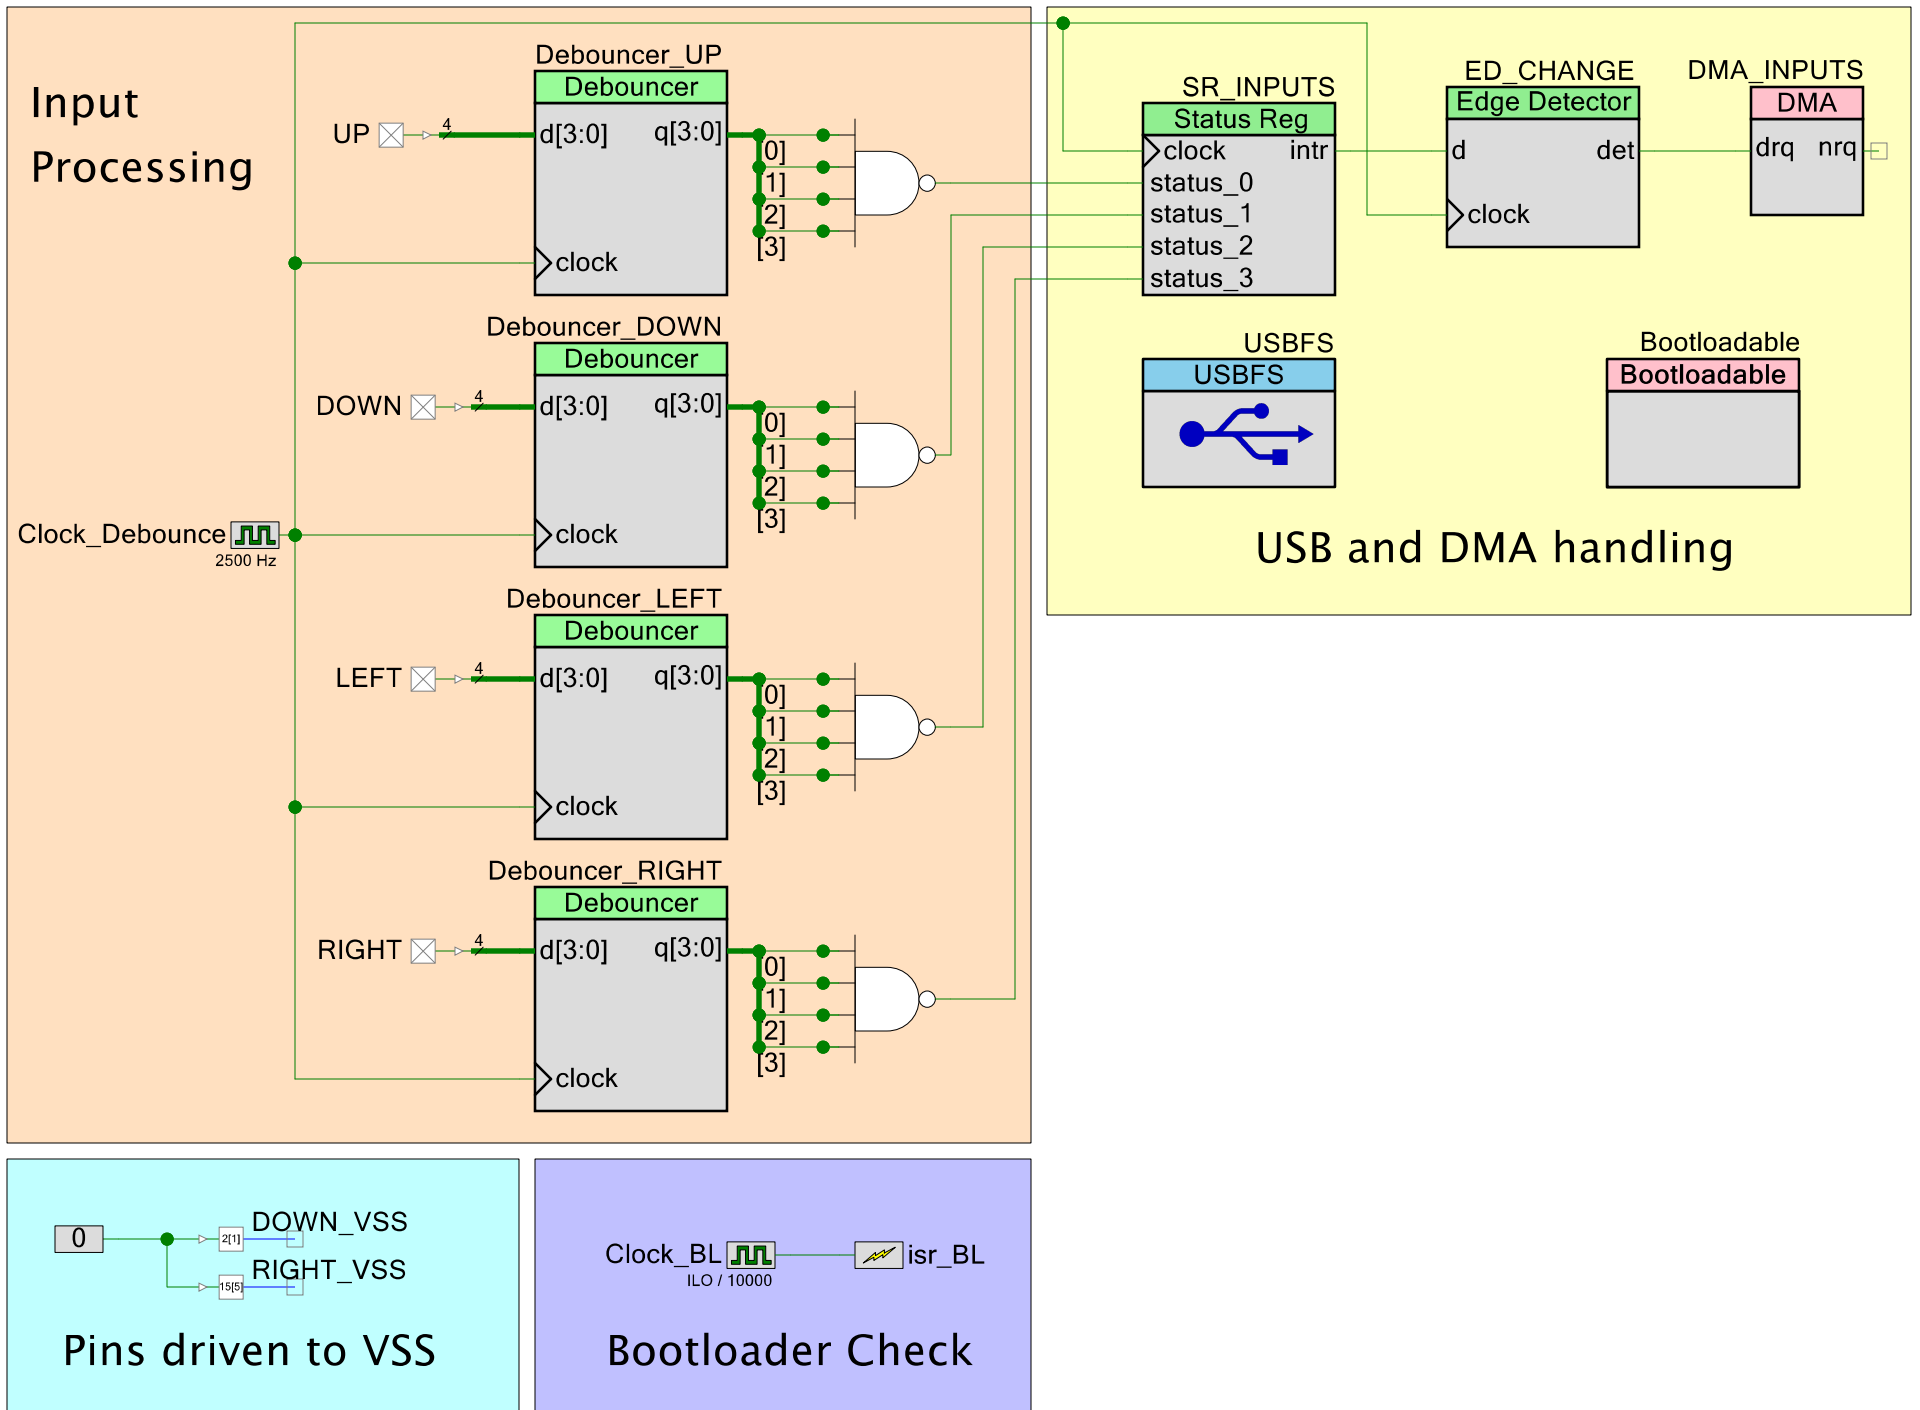 Input
Processing
Debouncer_UP
Debouncer
UP
4
d[3:0]
q[3:0]
0]
1]
2]
[3]
clock
Debouncer_DOWN
Debouncer
DOWN
4
d[3:0]
q[3:0]
0]
1]
2]
[3]
clock
Clock_Debounce
2500 Hz
Debouncer_LEFT
Debouncer
LEFT
4
d[3:0]
q[3:0]
0]
1]
2]
[3]
clock
Debouncer_RIGHT
Debouncer
RIGHT
4
d[3:0]
q[3:0]
0]
1]
2]
[3]
clock
SR_INPUTS
Status Reg
clock
intr
status_0
status_1
status_2
status_3
ED_CHANGE
Edge Detector
d
det
clock
DMA_INPUTS
DMA
drq
nrq
USBFS
USBFS
Bootloadable
Bootloadable
USB and DMA handling
0
2[1]
DOWN_VSS
15[5]
RIGHT_VSS
Pins driven to VSS
Clock_BL
ILO / 10000
isr_BL
Bootloader Check